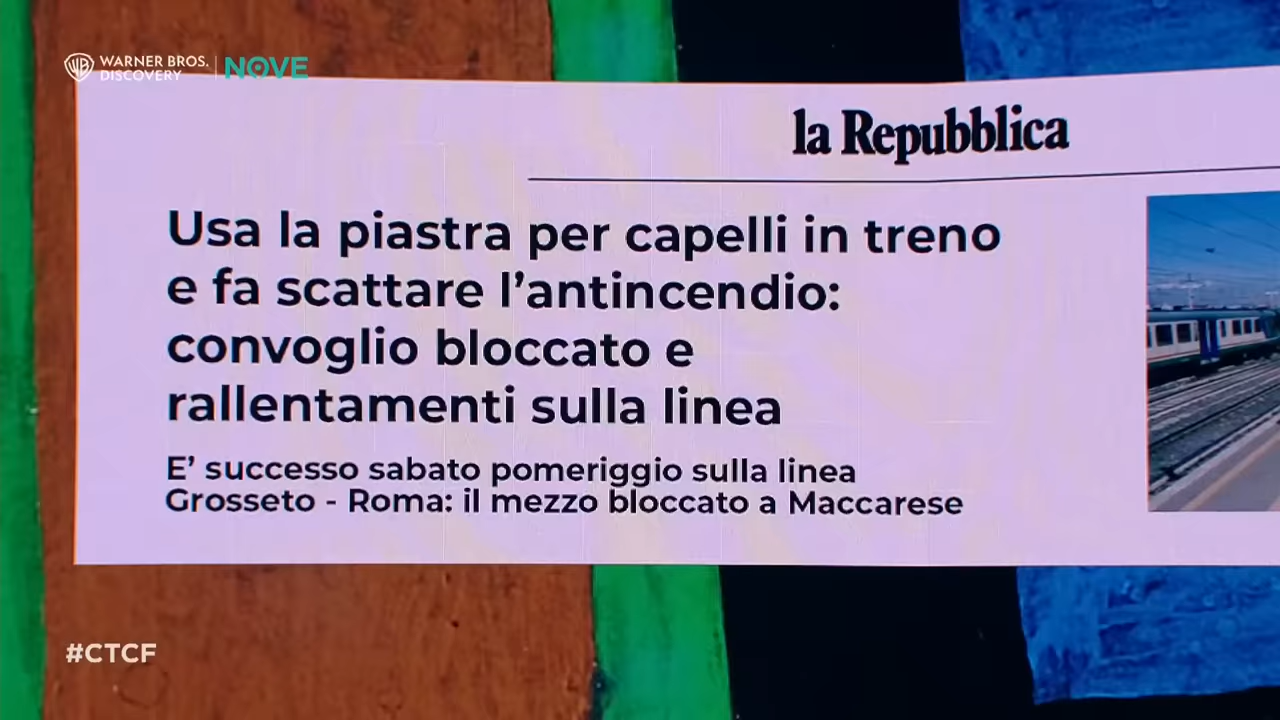 WARNER BROS.
DISCOVERY
NOVE
la Repubblica
Usa la piastra per capelli in treno
e fa scattare l’antincendio:
convoglio bloccato e
rallentamenti sulla linea
E’ successo sabato pomeriggio sulla linea
Grosseto - Roma: il mezzo bloccato a Maccarese
#CTCF